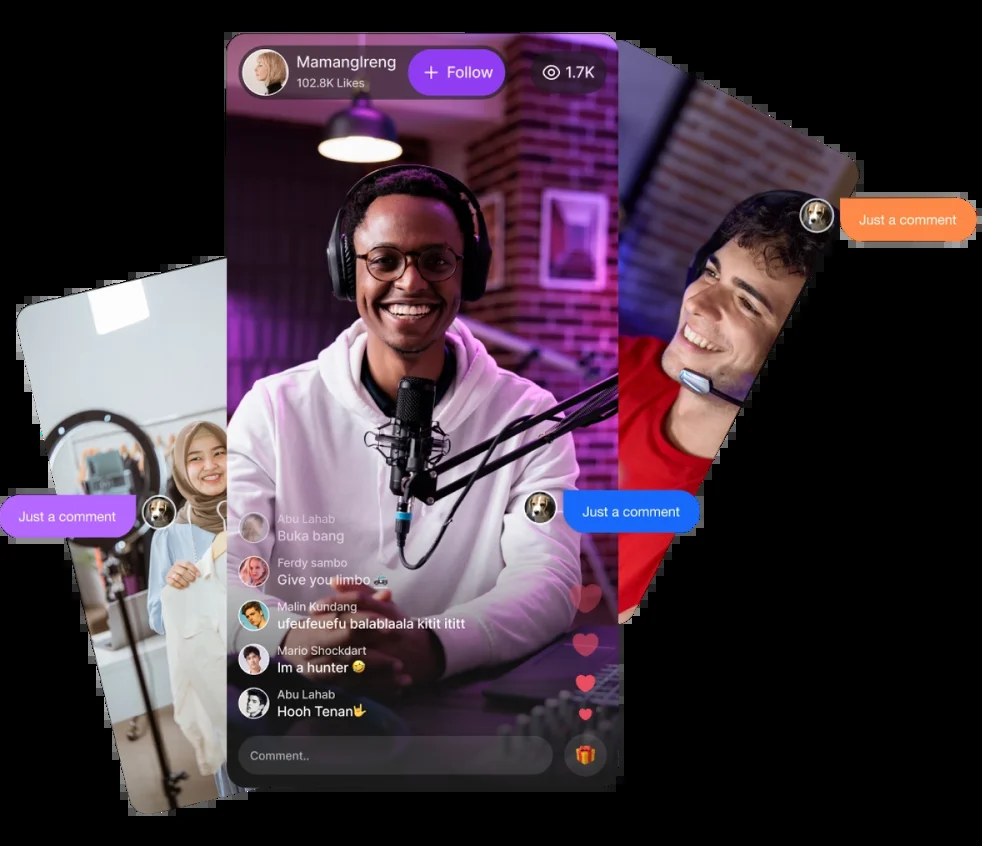 MamangIreng
102.8K Likes
+ Follow
1.7K
Just a comment
Just a comment
Just a comment
Abu Lahab
Buka bang
Ferdy sambo
Give you limbo 🚓
Malin Kundang
ufeufeuefu balablaala kitit ititt
Mario Shockdart
Im a hunter 🤣
Abu Lahab
Hooh Tenan🤟
Comment..